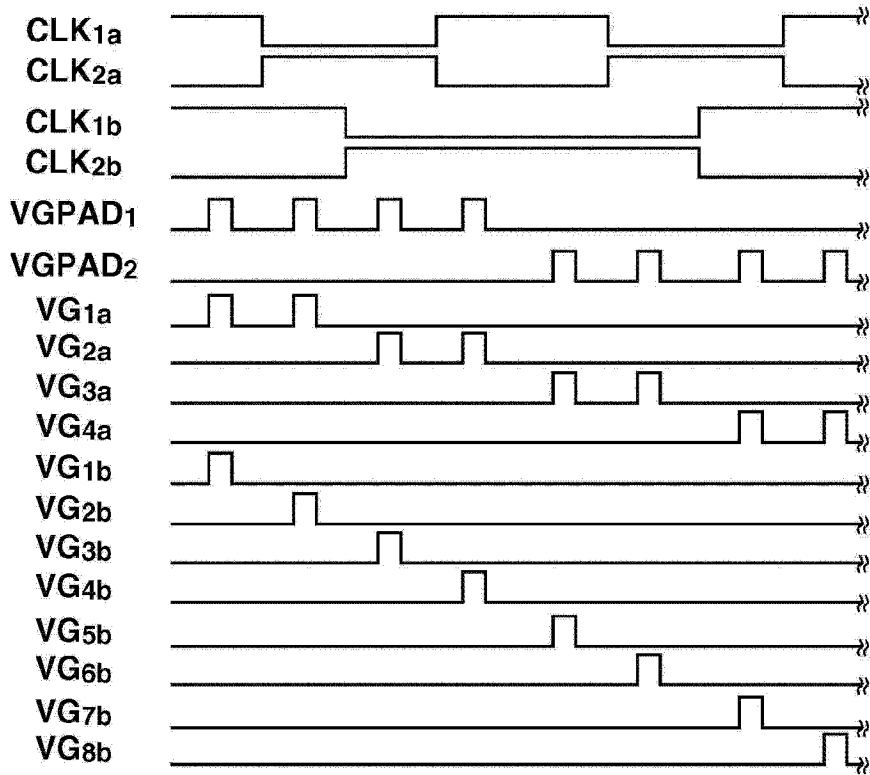 CLK1a
CLK2a
CLK1b
CLK2b
VGPAD1
VGPAD2
VG1a
VG2a
VG3a
VG4a
VG1b
VG2b
VG3b
VG4b
VG5b
VG6b
VG7b
VG8b